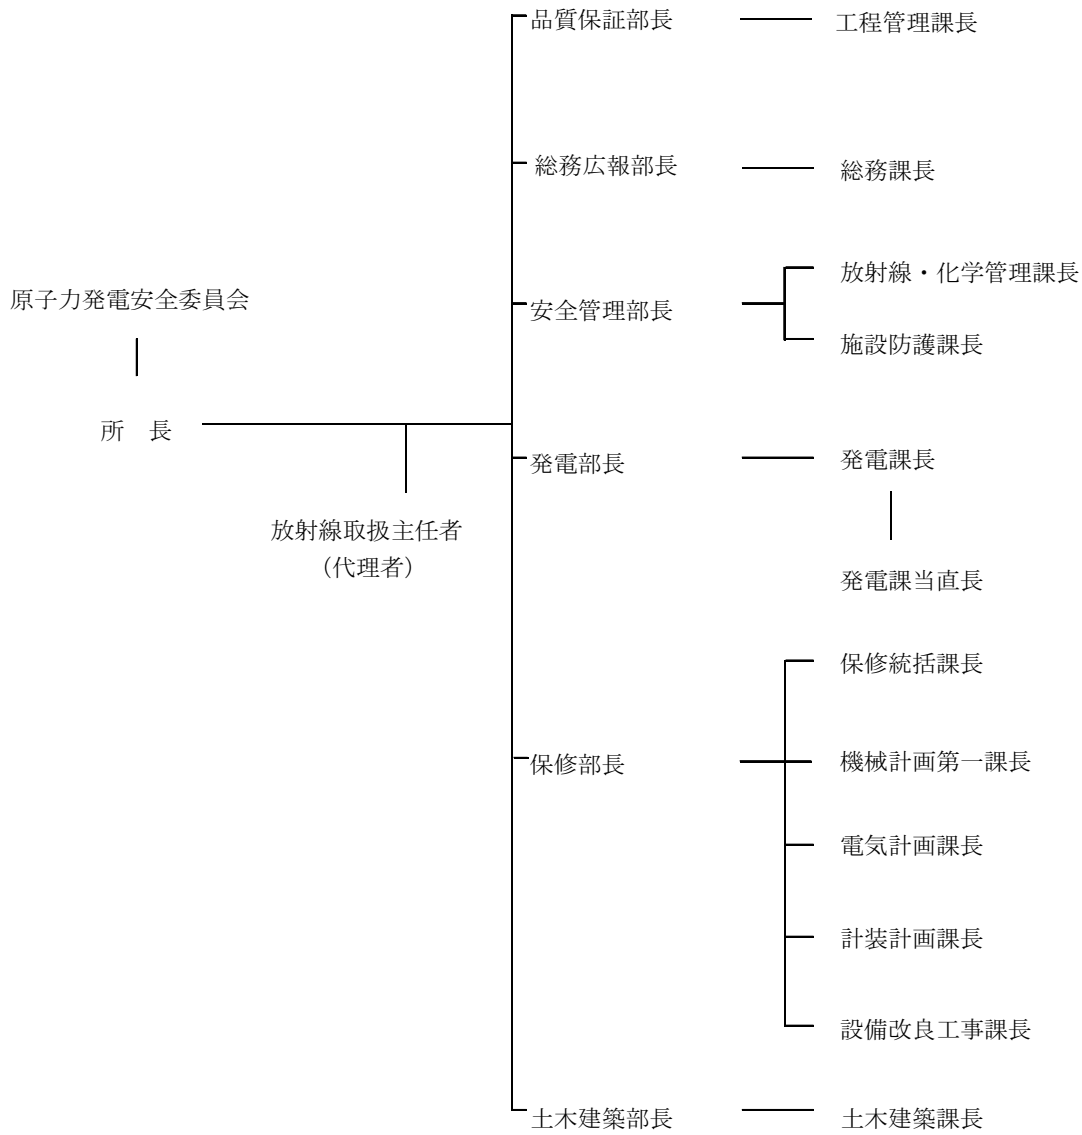 品質保証部長
工程管理課長
総務広報部長
総務課長
原子力発電安全委員会
安全管理部長
放射線・化学管理課長
施設防護課長
所　長
放射線取扱主任者
（代理者）
発電部長
発電課長
発電課当直長
保修部長
保修統括課長
機械計画第一課長
電気計画課長
計装計画課長
設備改良工事課長
土木建築部長
土木建築課長